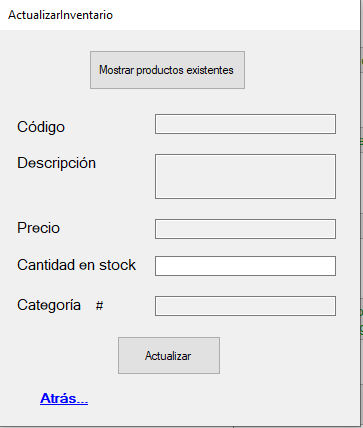 ActualizarInventario
Mostrar productos existentes
Código
Descripción
Precio
Cantidad en stock
Categoría #
Actualizar
Atrás...